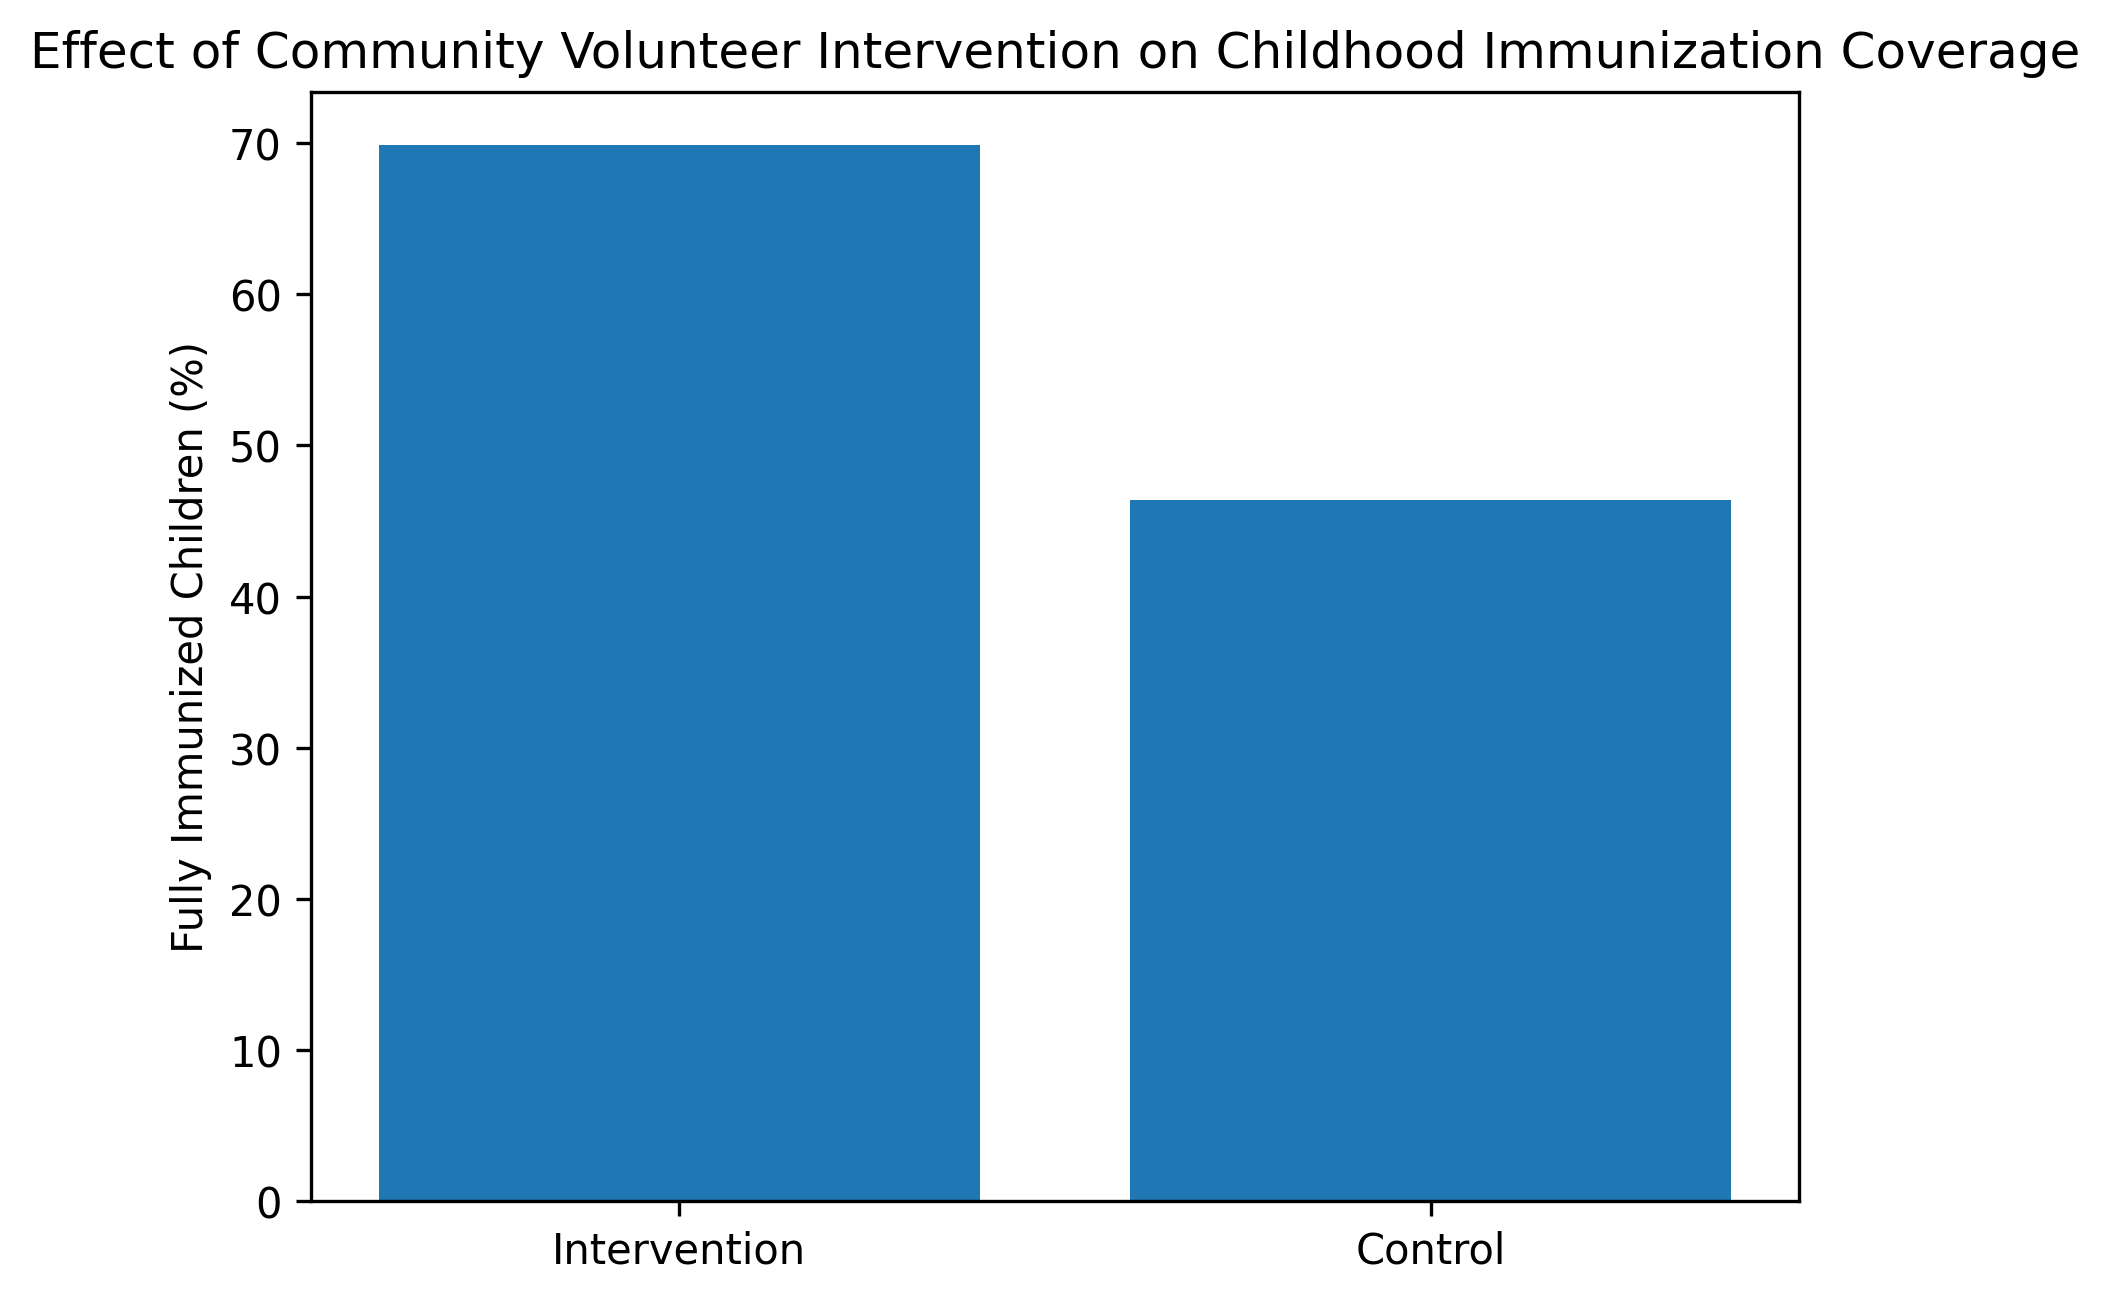 Effect of Community Volunteer Intervention on Childhood Immunization Coverage
Fully Immunized Children (%)
70
60
50
40
30
20
10
0
Intervention
Control